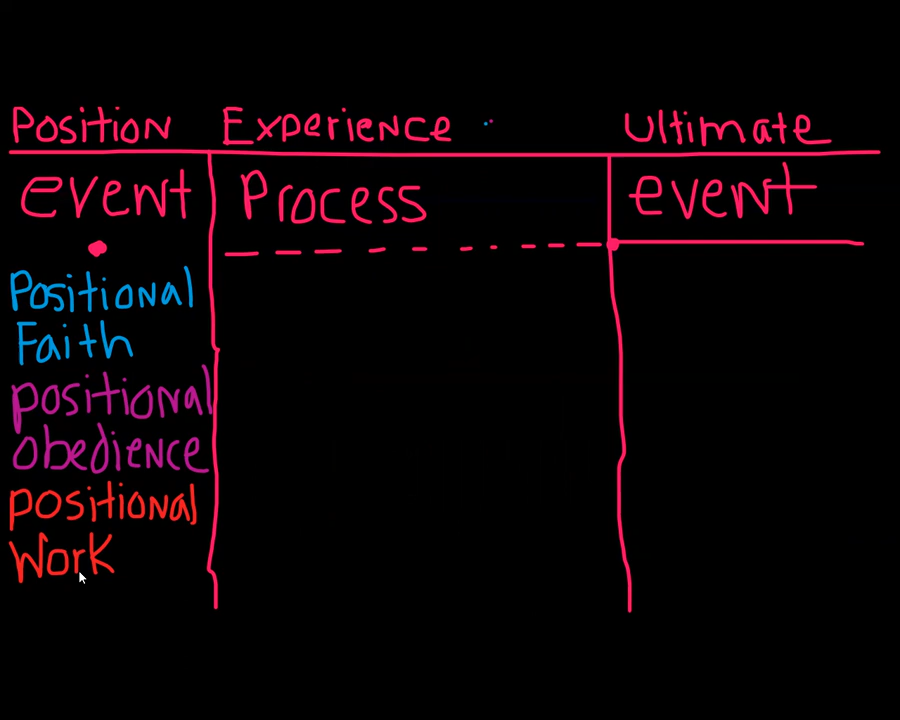 Position Experience Ultimate
event Process event
Positional
Faith
positional
obedience
positional
Work